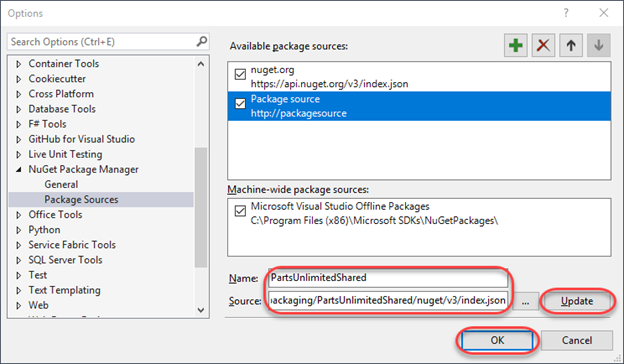 Options
Search Options (Ctrl+E)
Container Tools
Cookiecutter
Cross Platform
Database Tools
F# Tools
GitHub for Visual Studio
Live Unit Testing
NuGet Package Manager
General
Package Sources
Office Tools
Python
Service Fabric Tools
SQL Server Tools
Test
Text Templating
Web
Available package sources:
nuget.org
https://api.nuget.org/v3/index.json
Package source
http://packagesource
Machine-wide package sources:
Microsoft Visual Studio Offline Packages
C:\Program Files (x86)\Microsoft SDKs\NuGetPackages\
Name: PartsUnlimitedShared
Source: ackaging/PartsUnlimitedShared/nuget/v3/index.json ... Update
OK Cancel